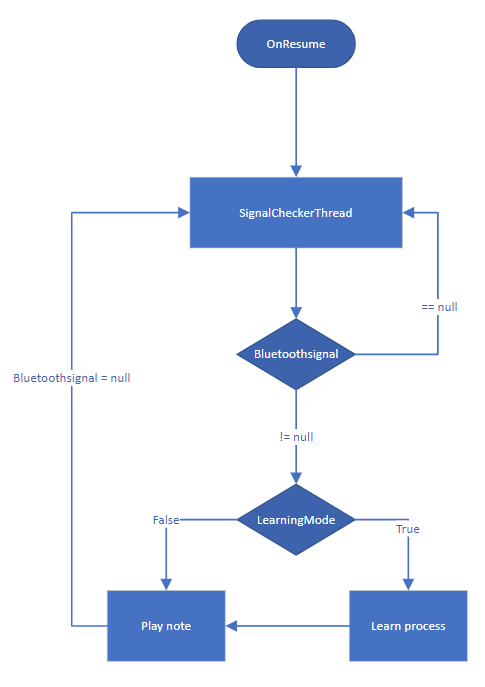 OnResume
SignalCheckerThread
== null
Bluetoothsignal
Bluetoothsignal = null
!= null
LearningMode
False
True
Play note
Learn process